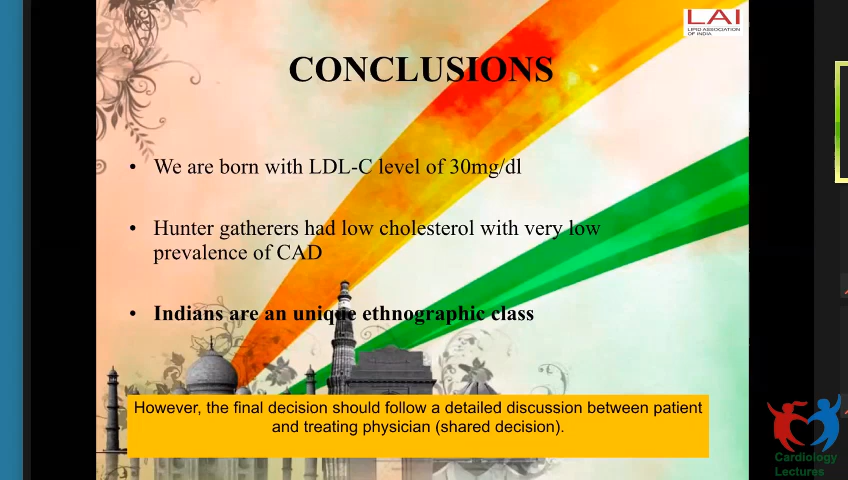 LAI
LIPID ASSOCIATION
OF INDIA
CONCLUSIONS
• We are born with LDL-C level of 30mg/dl
• Hunter gatherers had low cholesterol with very low
prevalence of CAD
• Indians are an unique ethnographic class
However, the final decision should follow a detailed discussion between patient
and treating physician (shared decision).
Cardiology
Lectures